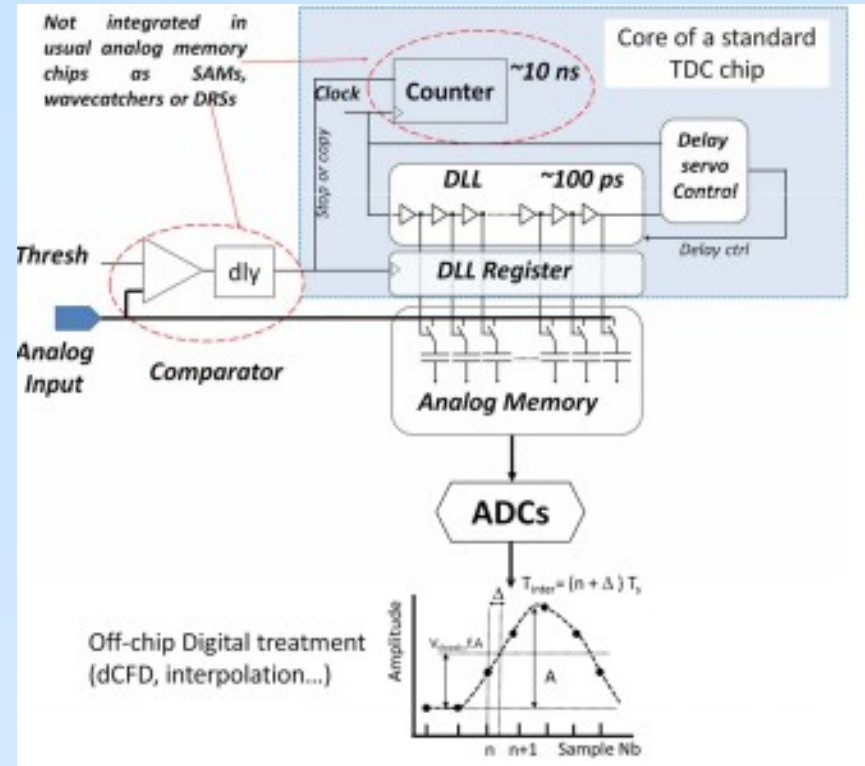 Not integrated in
usual analog memory
chips as SAMs,
wavecatchers or DRSs
Core of a standard
TDC chip
Clock
Counter
~10 ns
Stop or copy
Delay
servo
Control
DLL
~100 ps
Delay ctrl
Thresh
dly
DLL Register
Analog
Input
Comparator
Analog Memory
ADCs
Off-chip Digital treatment
(dCFD, interpolation...)
Δ
T_inter = (n + Δ) T_s
Amplitude
A
n
n+1
Sample Nb